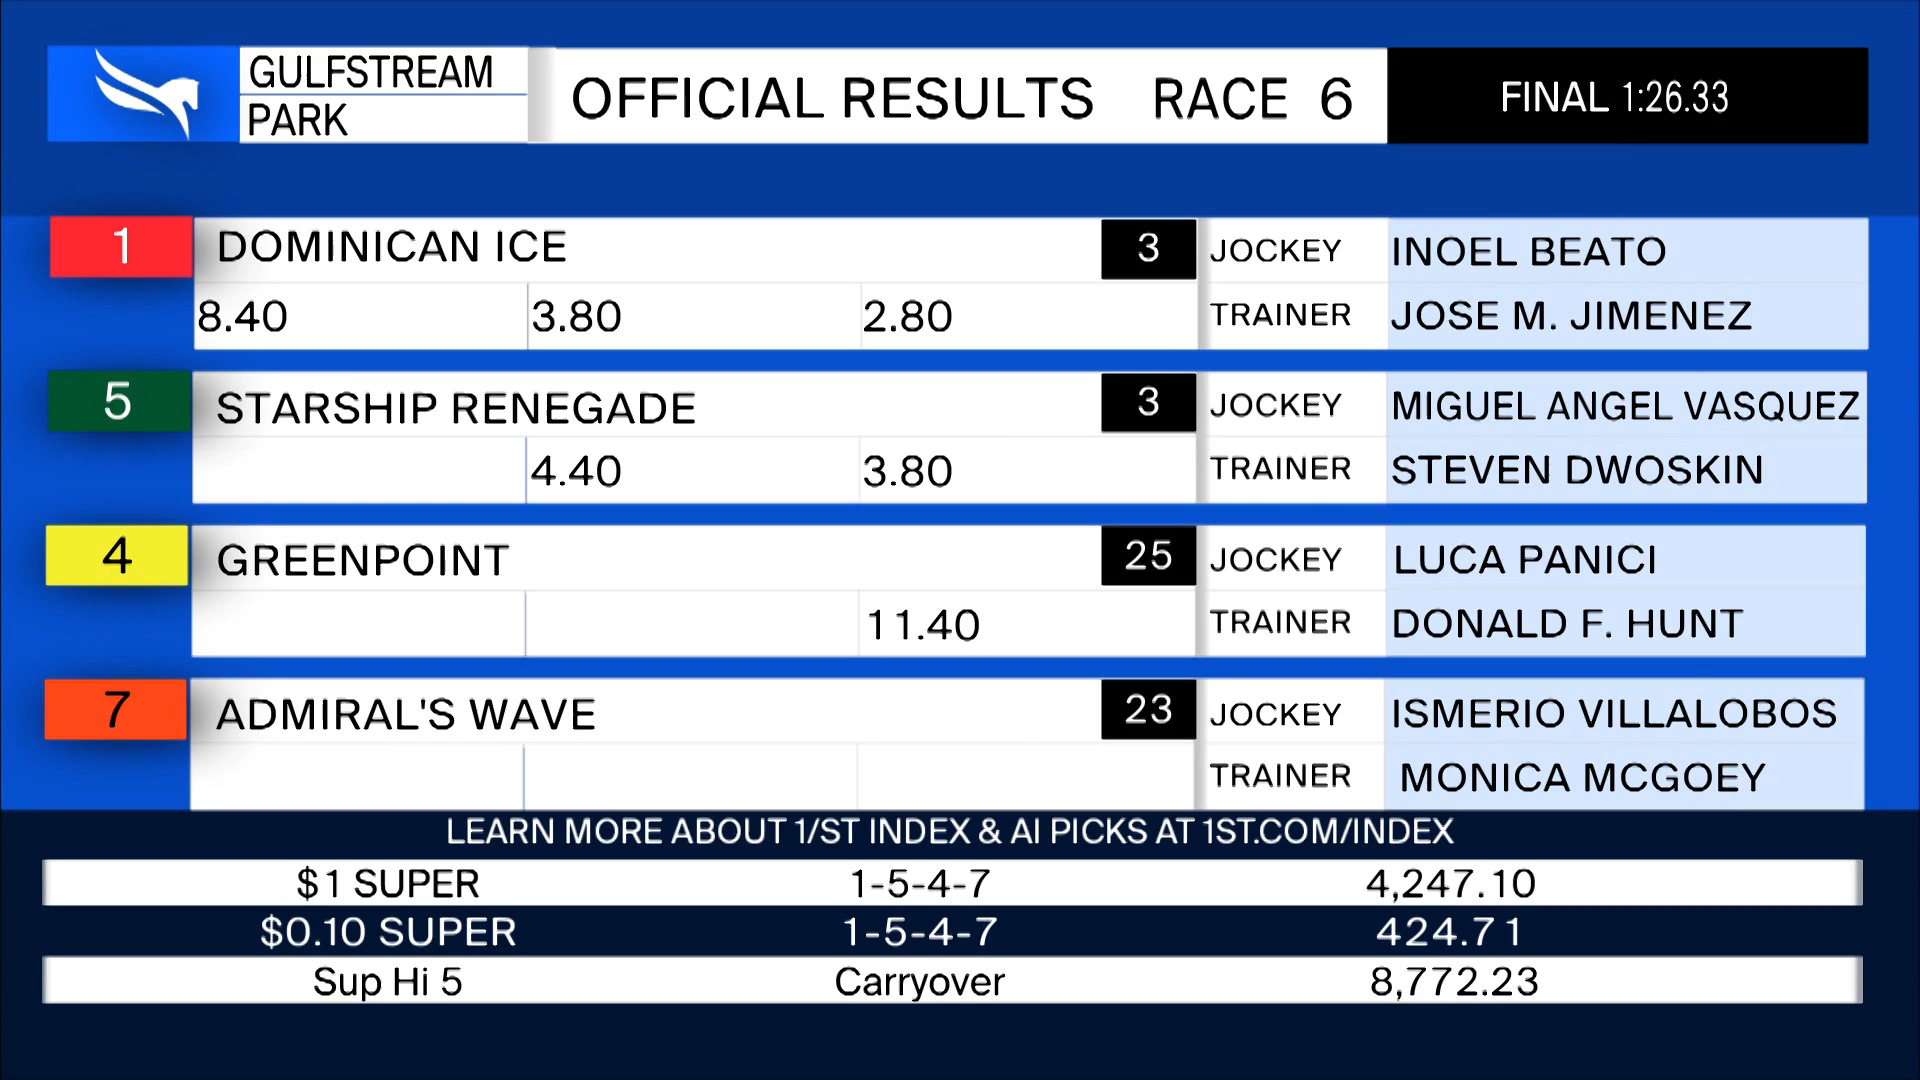 GULFSTREAM
PARK
OFFICIAL RESULTS RACE 6
FINAL 1:26.33
1 DOMINICAN ICE 3 JOCKEY INOEL BEATO
8.40 3.80 2.80 TRAINER JOSE M. JIMENEZ
5 STARSHIP RENEGADE 3 JOCKEY MIGUEL ANGEL VASQUEZ
4.40 3.80 TRAINER STEVEN DWOSKIN
4 GREENPOINT 25 JOCKEY LUCA PANICI
11.40 TRAINER DONALD F. HUNT
7 ADMIRAL'S WAVE 23 JOCKEY ISMERIO VILLALOBOS
TRAINER MONICA MCGOEY
LEARN MORE ABOUT 1/ST INDEX & AI PICKS AT 1ST.COM/INDEX
$1 SUPER 1-5-4-7 4,247.10
$0.10 SUPER 1-5-4-7 424.71
Sup Hi 5 Carryover 8,772.23